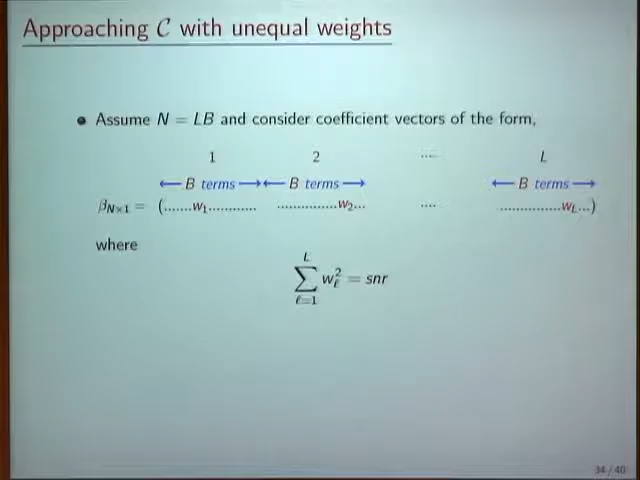 Approaching C with unequal weights
• Assume N = LB and consider coefficient vectors of the form,
1 2 .... L
←B terms→ ←B terms→ ←B terms→
β_{N×1} = (.......w_1............ ...............w_2... .... ...............w_L...)
where
\sum_{ℓ=1}^{L} w_ℓ^2 = snr
34 / 40